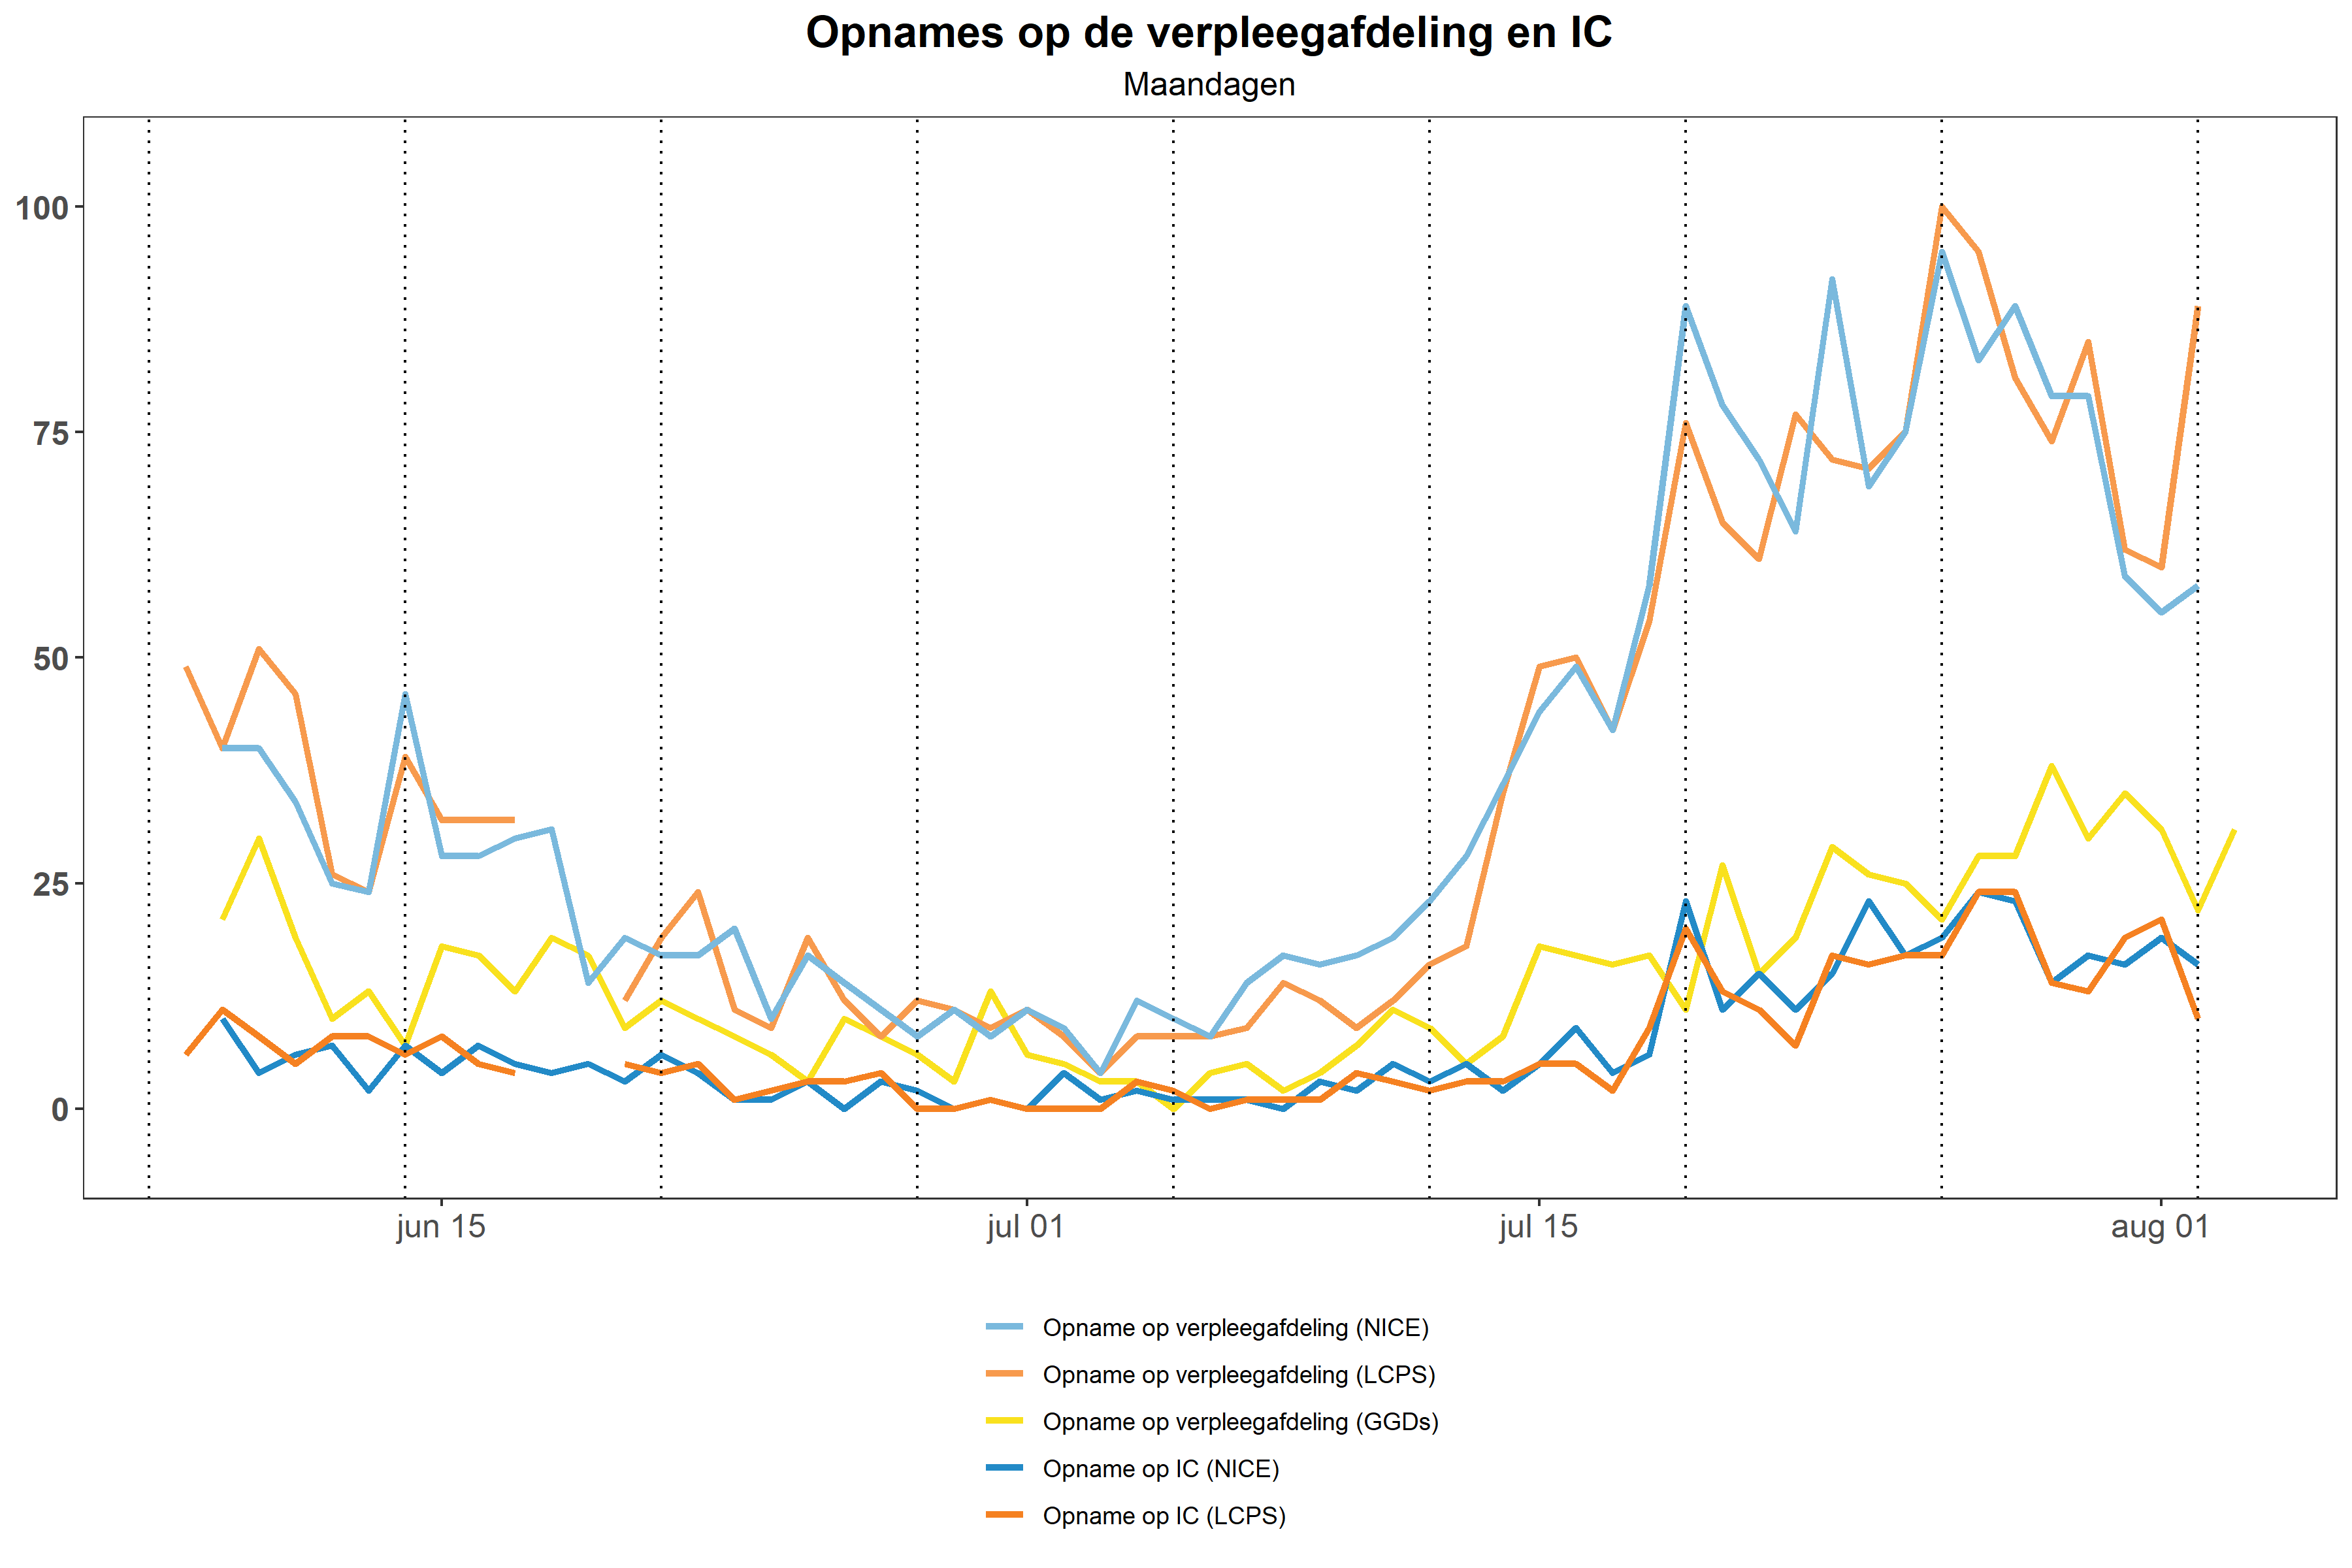 Opnames op de verpleegafdeling en IC
Maandagen
100
75
50
25
0
jun 15
jul 01
jul 15
aug 01
Opname op verpleegafdeling (NICE)
Opname op verpleegafdeling (LCPS)
Opname op verpleegafdeling (GGDs)
Opname op IC (NICE)
Opname op IC (LCPS)